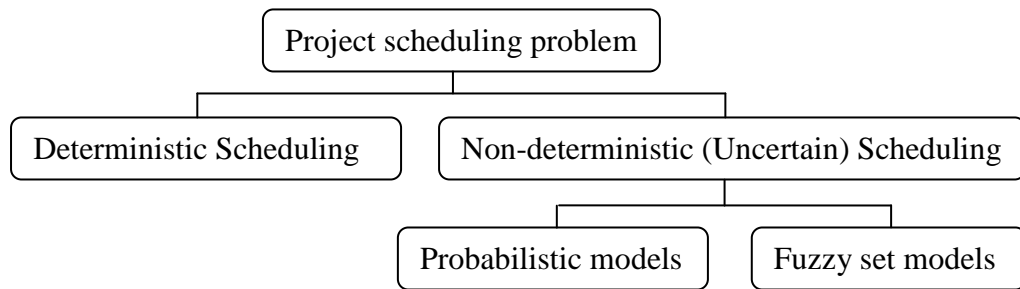 Project scheduling problem
Deterministic Scheduling
Non-deterministic (Uncertain) Scheduling
Probabilistic models
Fuzzy set models